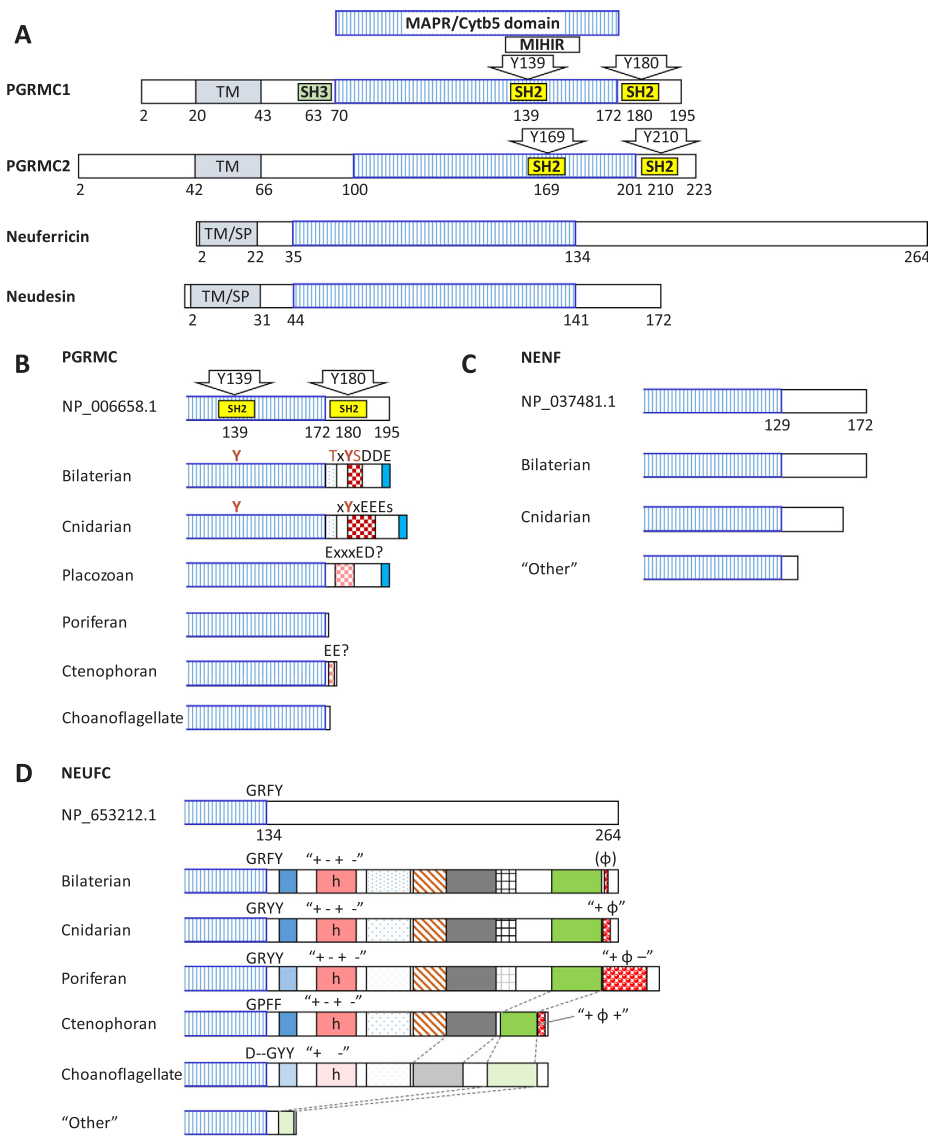 A
MAPR/Cytb5 domain
MIHIR
Y139 Y180
PGRMC1 TM SH3 SH2 SH2
2 20 43 63 70 139 172 180 195
Y169 Y210
PGRMC2 TM SH2 SH2
2 42 66 100 169 201 210 223
Neuferricin TM/SP
2 22 35 134 264
Neudesin TM/SP
2 31 44 141 172
B PGRMC
Y139 Y180
NP_006658.1 SH2 SH2
139 172 180 195
Y TxYSDDE
Bilaterian
Y xYxEEEs
Cnidarian
ExxxED?
Placozoan
Poriferan
EE?
Ctenophoran
Choanoflagellate
C NENF
NP_037481.1
129 172
Bilaterian
Cnidarian
“Other”
D NEUFC
GRFY
NP_653212.1
134 264
GRFY “+ - + -” (ϕ)
Bilaterian h
GRYY “+ - + -” “+ ϕ”
Cnidarian h
GRYY “+ - + -” “+ ϕ –”
Poriferan h
GPFF “+ - + -” “+ ϕ +”
Ctenophoran h
D--GYY “+ -”
Choanoflagellate h
“Other”